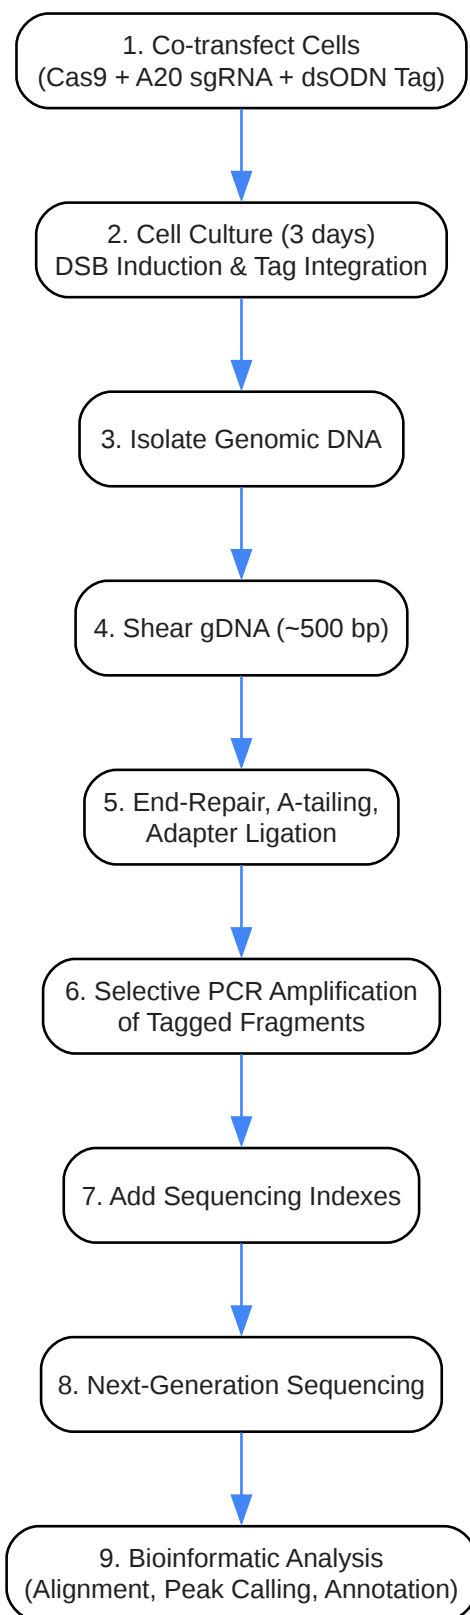 1. Co-transfect Cells
(Cas9 + A20 sgRNA + dsODN Tag)
2. Cell Culture (3 days)
DSB Induction & Tag Integration
3. Isolate Genomic DNA
4. Shear gDNA (~500 bp)
5. End-Repair, A-tailing,
Adapter Ligation
6. Selective PCR Amplification
of Tagged Fragments
7. Add Sequencing Indexes
8. Next-Generation Sequencing
9. Bioinformatic Analysis
(Alignment, Peak Calling, Annotation)